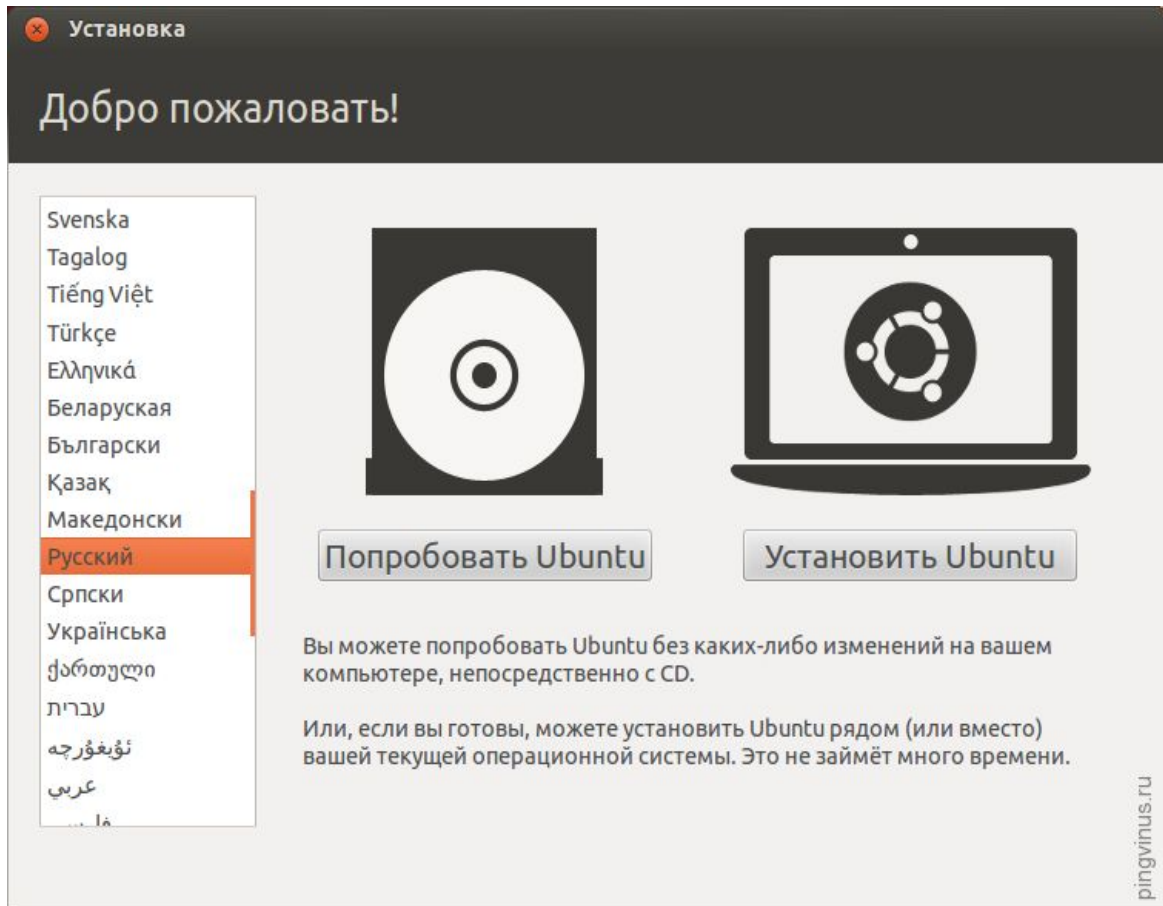 Установка
Добро пожаловать!
Svenska
Tagalog
Tiếng Việt
Türkçe
Ελληνικά
Беларуская
Български
Қазақ
Македонски
Русский
Српски
Українська
ქართული
עברית
ئۇيغۇرچە
عربي
Попробовать Ubuntu
Установить Ubuntu
Вы можете попробовать Ubuntu без каких-либо изменений на вашем
компьютере, непосредственно с CD.
Или, если вы готовы, можете установить Ubuntu рядом (или вместо)
вашей текущей операционной системы. Это не займёт много времени.
pingvinus.ru